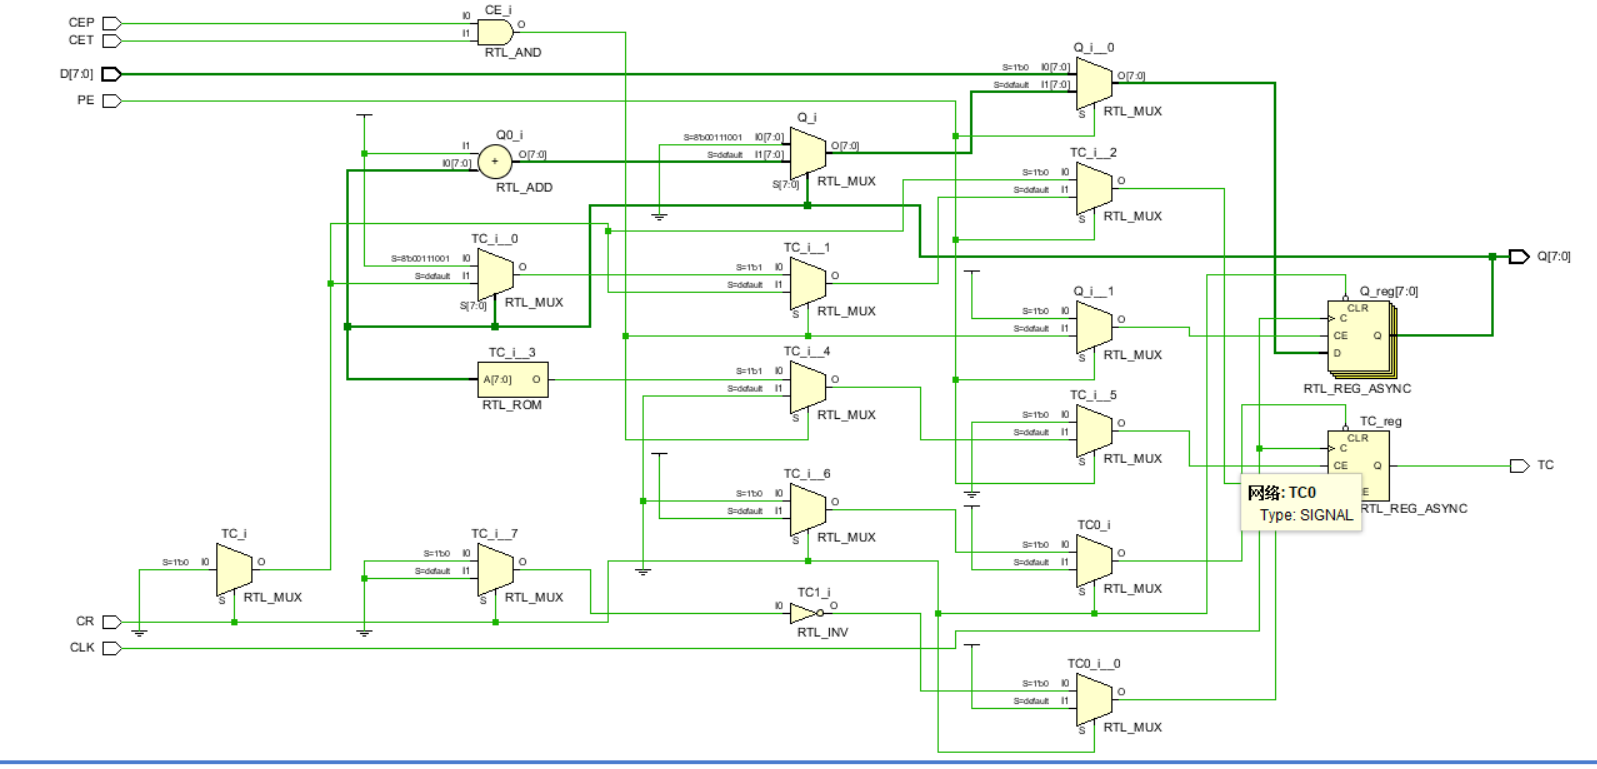 CEP
CET
I0
I1
CE_i
O
RTL_AND
D[7:0]
PE
Q0_i
I1
I0[7:0]
+
O[7:0]
RTL_ADD
Q_i
S=8'b00111001 I0[7:0]
S=default I1[7:0]
O[7:0]
S[7:0]
RTL_MUX
Q_i__0
S=1'b0 I0[7:0]
S=default I1[7:0]
O[7:0]
S
RTL_MUX
TC_i__2
S=1'b0 I0
S=default I1
O
S
RTL_MUX
TC_i__0
S=8'b00111001 I0
S=default I1
O
S[7:0]
RTL_MUX
TC_i__1
S=1'b1 I0
S=default I1
O
S
RTL_MUX
Q[7:0]
Q_i__1
S=1'b0 I0
S=default I1
O
S
RTL_MUX
Q_reg[7:0]
CLR
C
CE
Q
D
RTL_REG_ASYNC
TC_i__3
A[7:0] O
RTL_ROM
TC_i__4
S=1'b1 I0
S=default I1
O
S
RTL_MUX
TC_i__5
S=1'b0 I0
S=default I1
O
S
RTL_MUX
TC_reg
CLR
C
CE
Q
E
RTL_REG_ASYNC
TC
网络: TC0
Type: SIGNAL
TC_i__6
S=1'b0 I0
S=default I1
O
S
RTL_MUX
TC0_i
S=1'b0 I0
S=default I1
O
S
RTL_MUX
TC_i
S=1'b0 I0
O
S
RTL_MUX
TC_i__7
S=1'b0 I0
S=default I1
O
S
RTL_MUX
TC1_i
I0
O
RTL_INV
CR
CLK
TC0_i__0
S=1'b0 I0
S=default I1
O
S
RTL_MUX